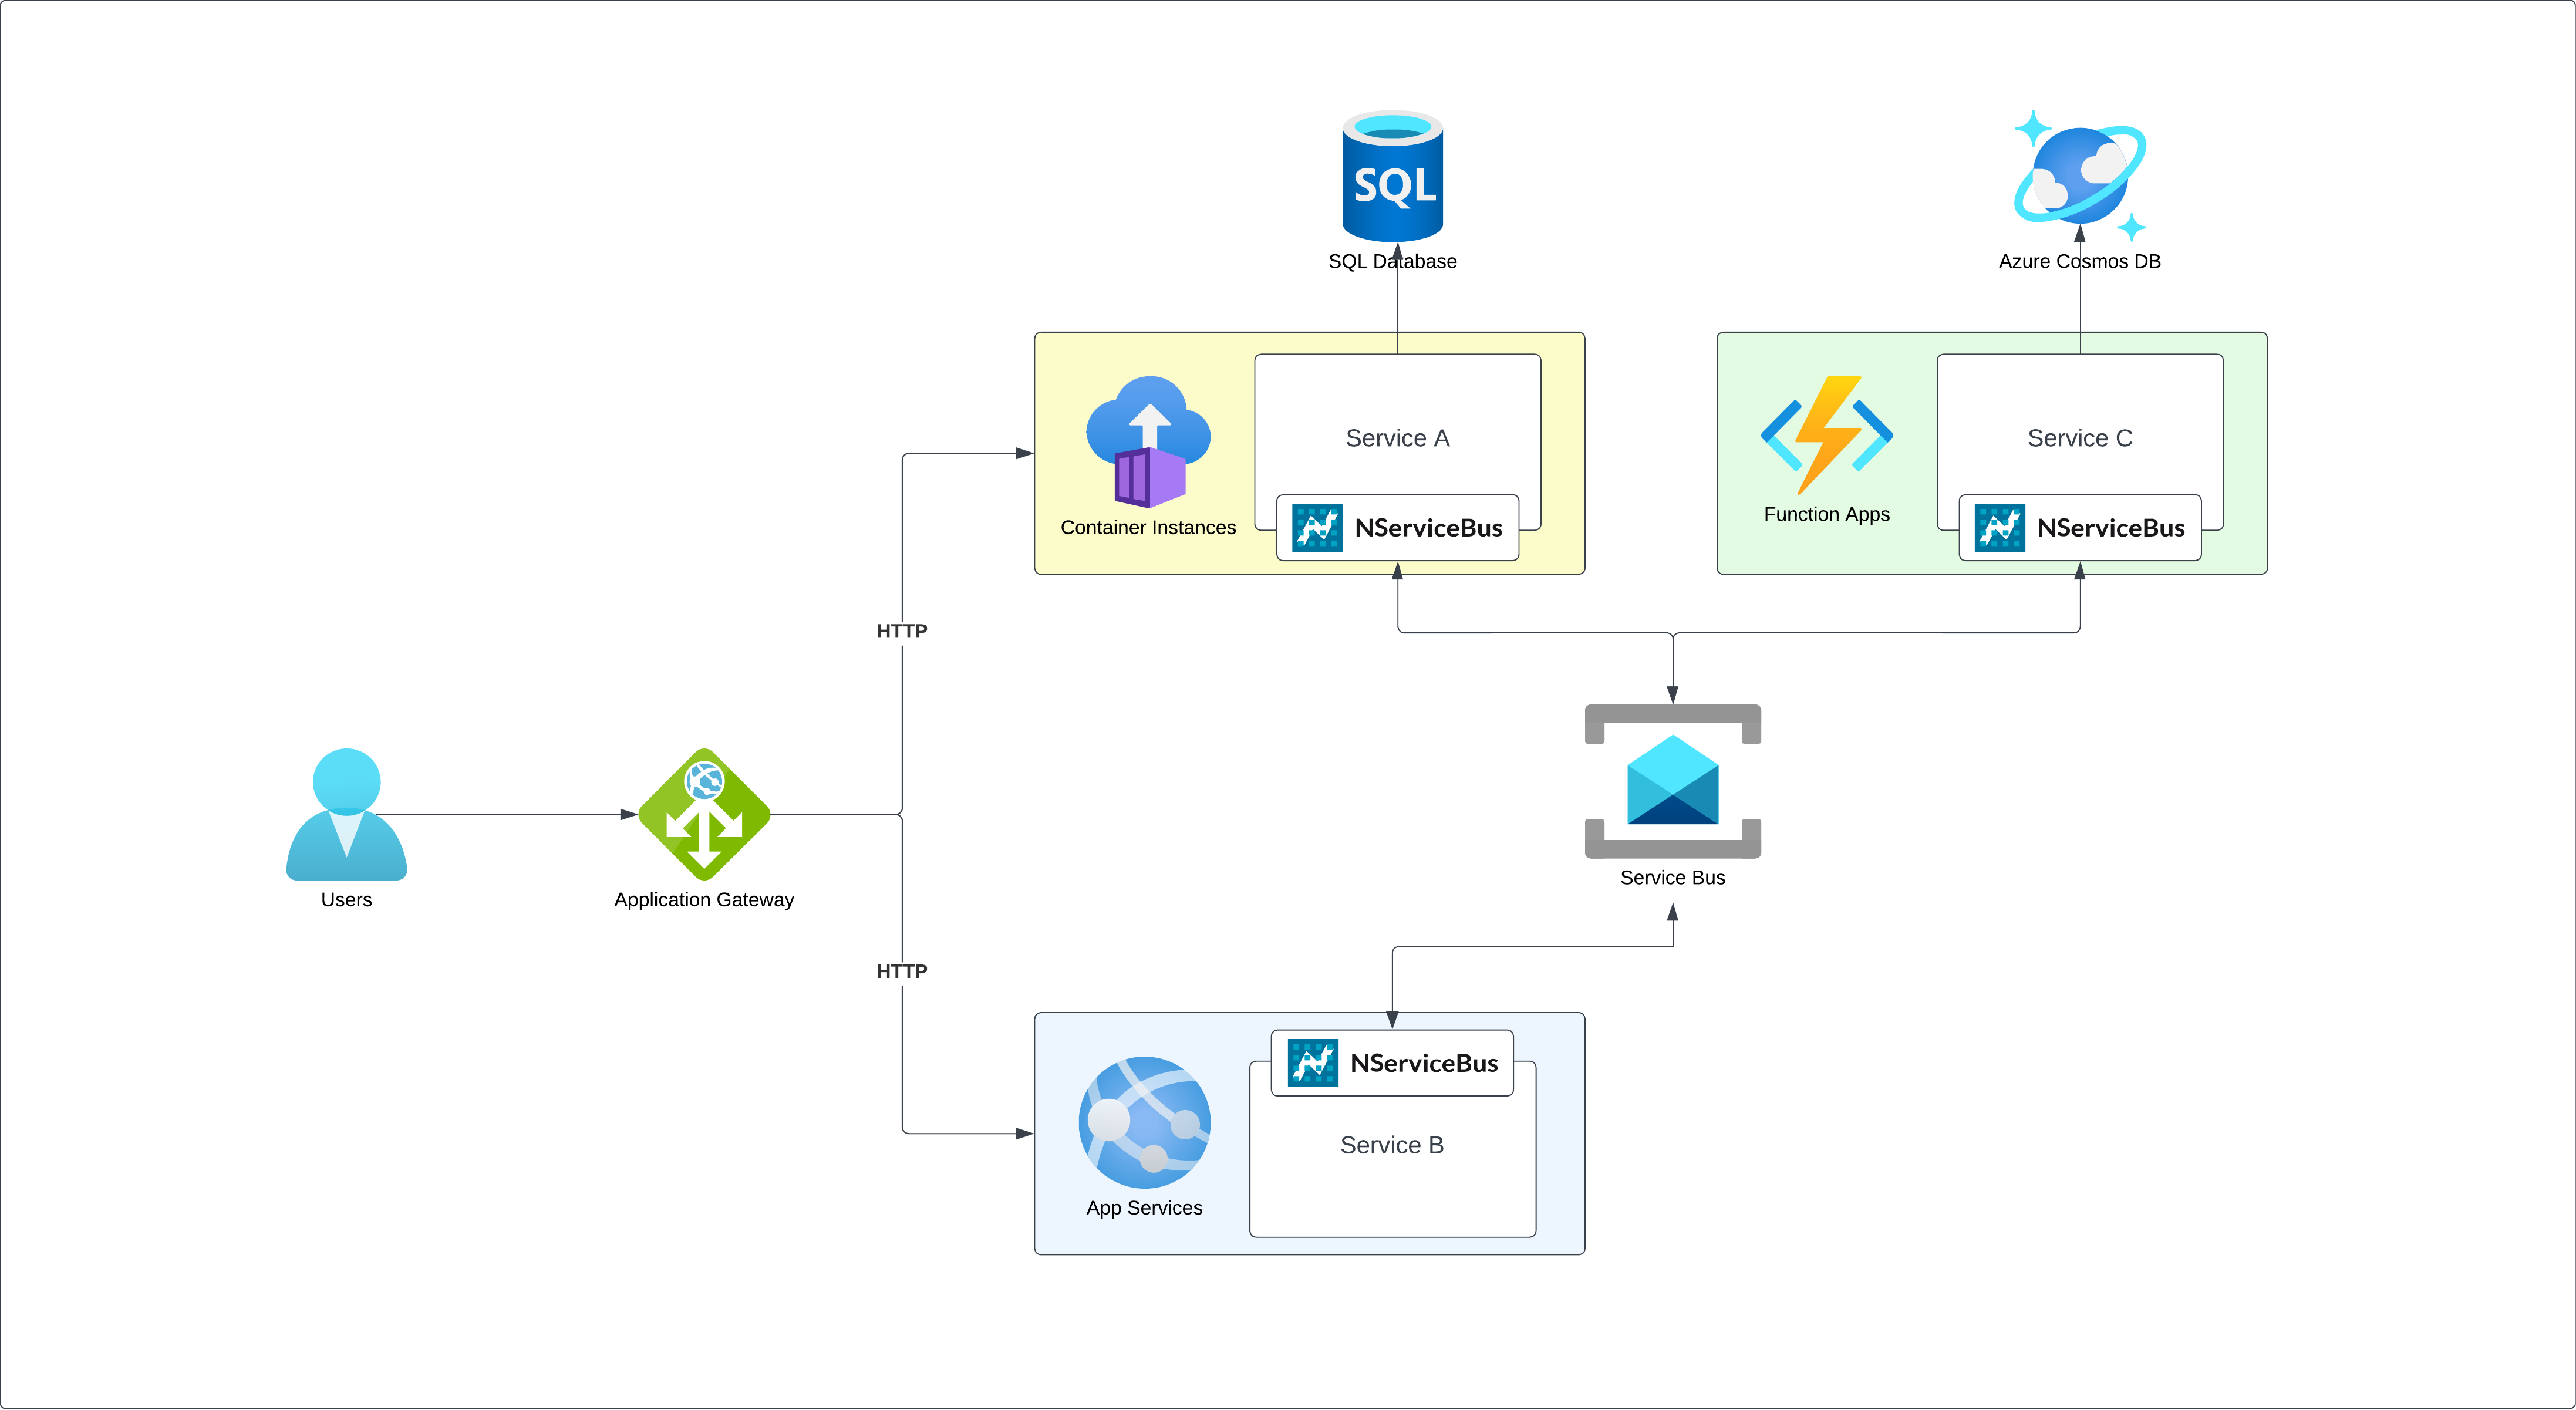 SQL
SQL Database
Azure Cosmos DB
Container Instances
Service A
NServiceBus
Function Apps
Service C
NServiceBus
HTTP
Users
Application Gateway
Service Bus
HTTP
App Services
NServiceBus
Service B